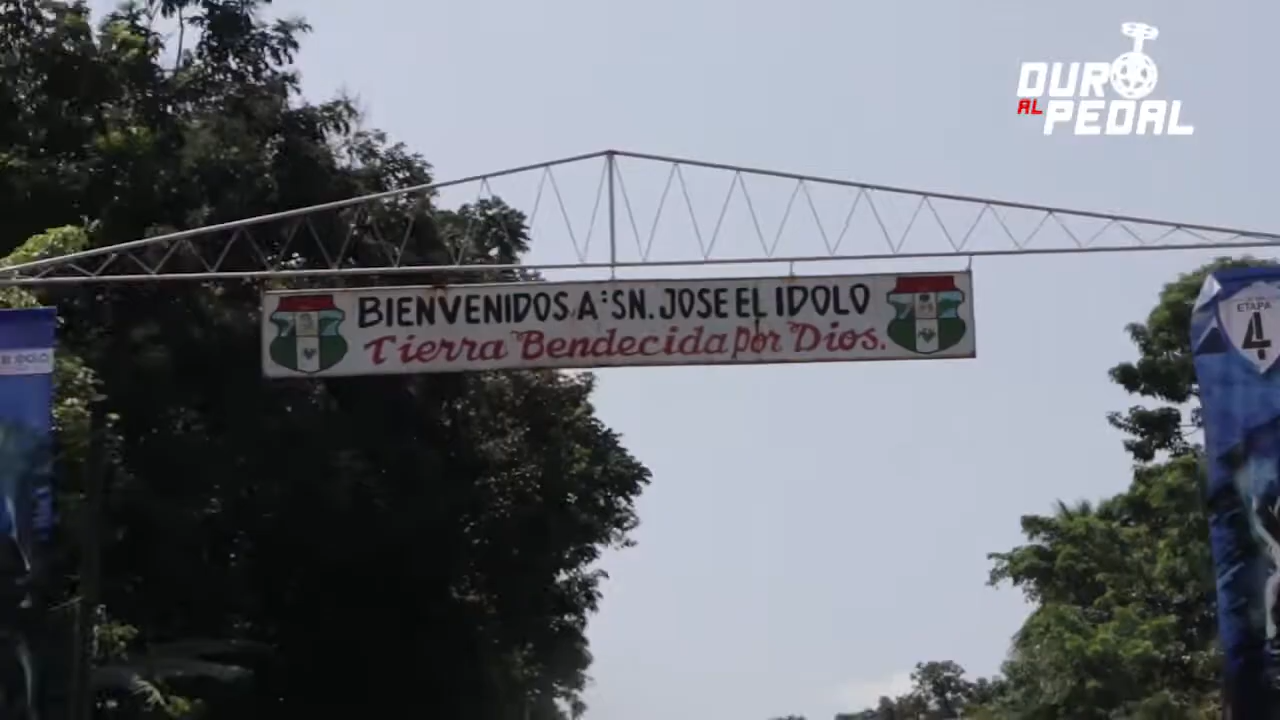 DURO
AL PEDAL
BIENVENIDOS A: SN. JOSE EL IDOLO
Tierra Bendecida por Dios.
EL IDOLO
ETAPA
4